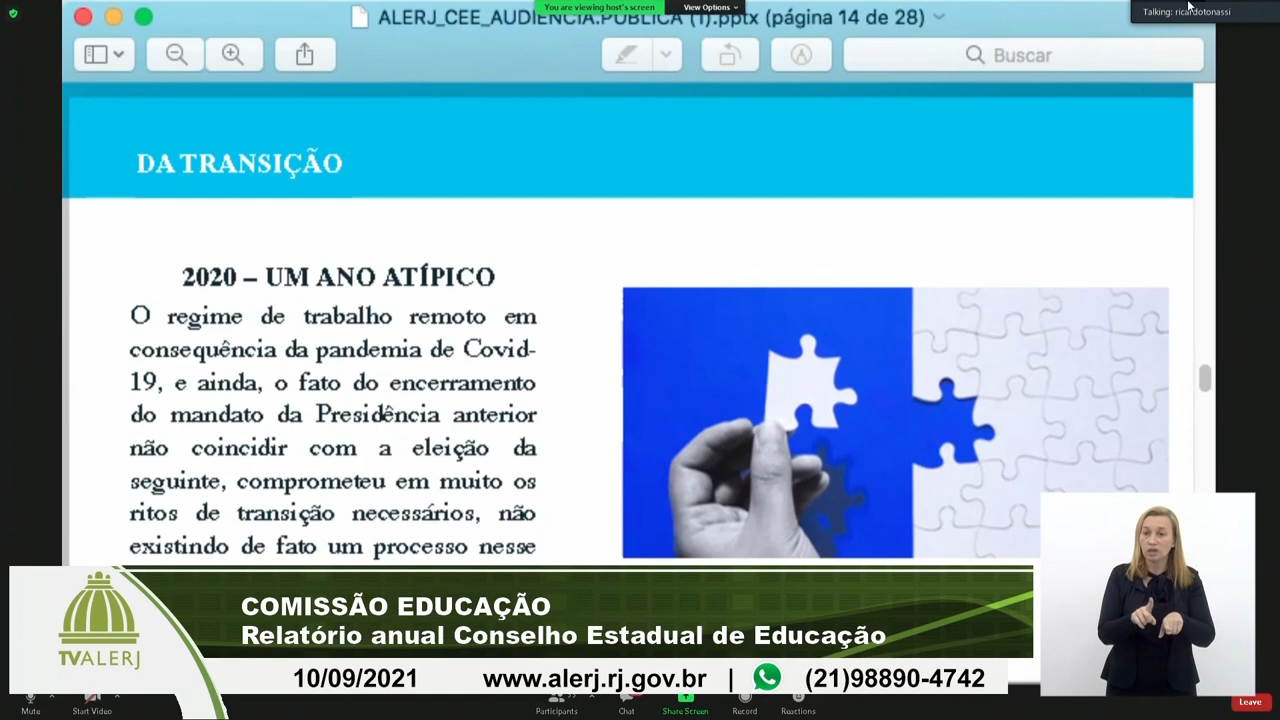 You are viewing host's screen
View Options
Talking: ricardotonassi
ALERJ_CEE_AUDIÊNCIA.PÚBLICA (1).pptx (página 14 de 28)
Buscar
DA TRANSIÇÃO
2020 – UM ANO ATÍPICO
O regime de trabalho remoto em
consequência da pandemia de Covid-
19, e ainda, o fato do encerramento
do mandato da Presidência anterior
não coincidir com a eleição da
seguinte, comprometeu em muito os
ritos de transição necessários, não
existindo de fato um processo nesse
TVALERJ
COMISSÃO EDUCAÇÃO
Relatório anual Conselho Estadual de Educação
10/09/2021 www.alerj.rj.gov.br | (21)98890-4742
Mute
Start Video
Participants
Chat
Share Screen
Record
Reactions
Leave